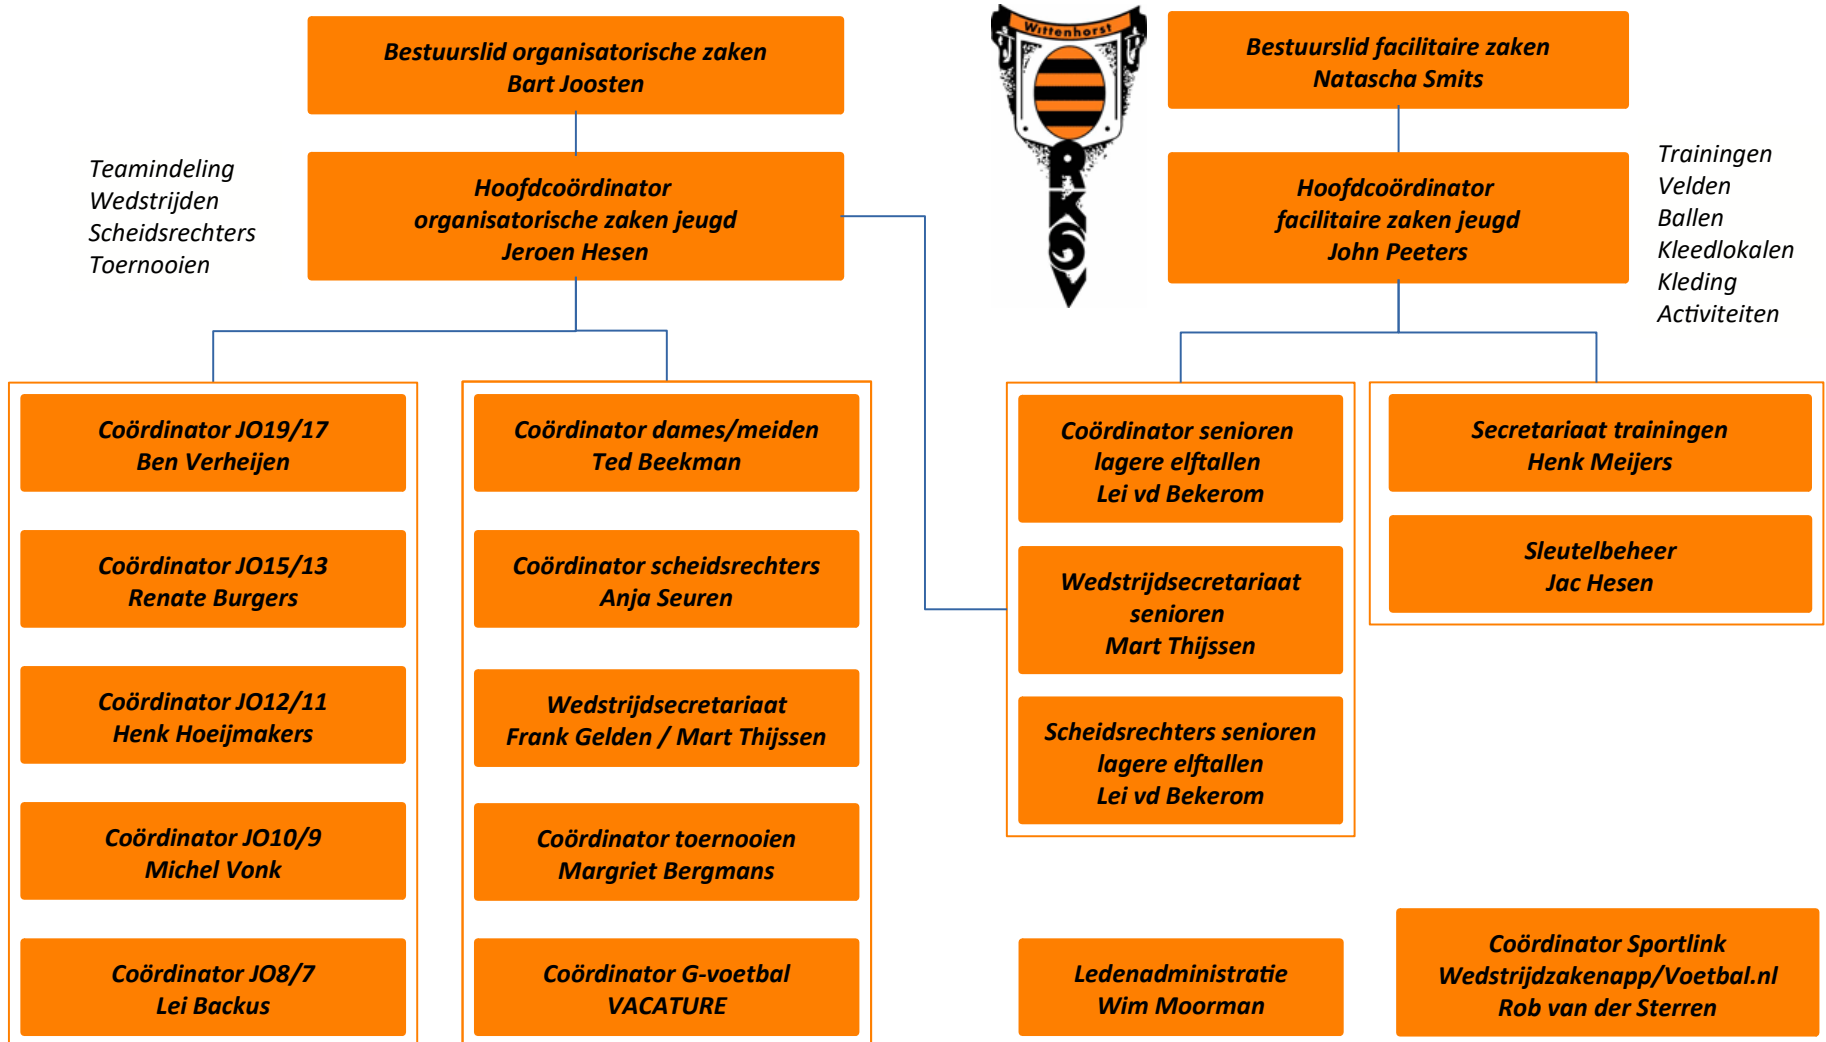 Bestuurslid organisatorische zaken
Bart Joosten
Wittenhorst
RKSV
Bestuurslid facilitaire zaken
Natascha Smits
Teamindeling
Wedstrijden
Scheidsrechters
Toernooien
Hoofdcoördinator
organisatorische zaken jeugd
Jeroen Hesen
Hoofdcoördinator
facilitaire zaken jeugd
John Peeters
Trainingen
Velden
Ballen
Kleedlokalen
Kleding
Activiteiten
Coördinator JO19/17
Ben Verheijen
Coördinator JO15/13
Renate Burgers
Coördinator JO12/11
Henk Hoeijmakers
Coördinator JO10/9
Michel Vonk
Coördinator JO8/7
Lei Backus
Coördinator dames/meiden
Ted Beekman
Coördinator scheidsrechters
Anja Seuren
Wedstrijdsecretariaat
Frank Gelden / Mart Thijssen
Coördinator toernooien
Margriet Bergmans
Coördinator G-voetbal
VACATURE
Coördinator senioren
lagere elftallen
Lei vd Bekerom
Wedstrijdsecretariaat
senioren
Mart Thijssen
Scheidsrechters senioren
lagere elftallen
Lei vd Bekerom
Secretariaat trainingen
Henk Meijers
Sleutelbeheer
Jac Hesen
Ledenadministratie
Wim Moorman
Coördinator Sportlink
Wedstrijdzakenapp/Voetbal.nl
Rob van der Sterren